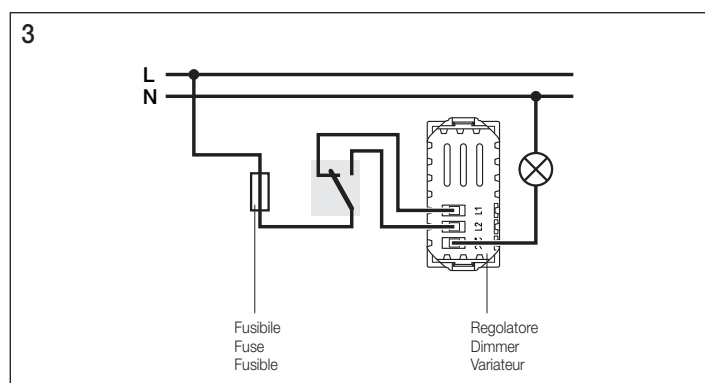 3
L
N
L1
L2
Fusibile
Fuse
Fusible
Regolatore
Dimmer
Variateur